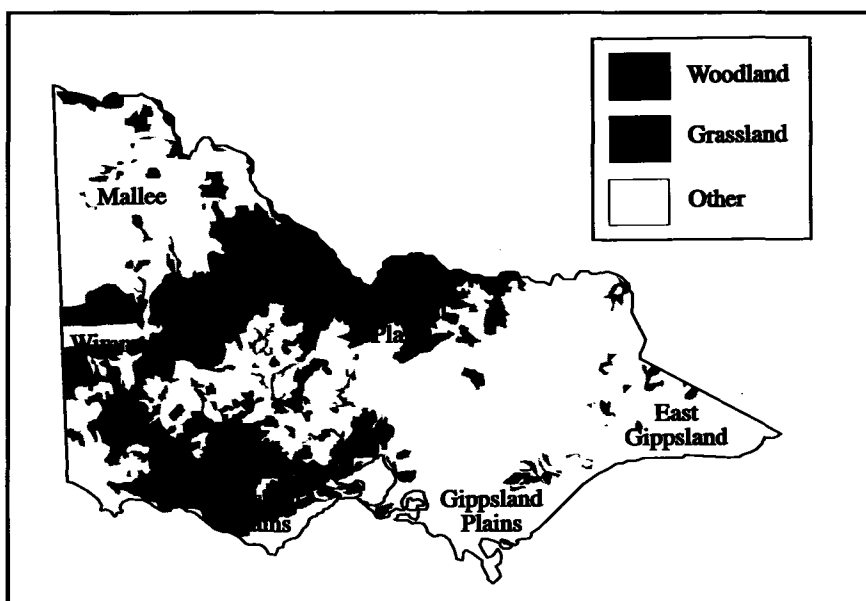 Woodland
Grassland
Other
Mallee
East
Gippsland
Gippsland
Plains